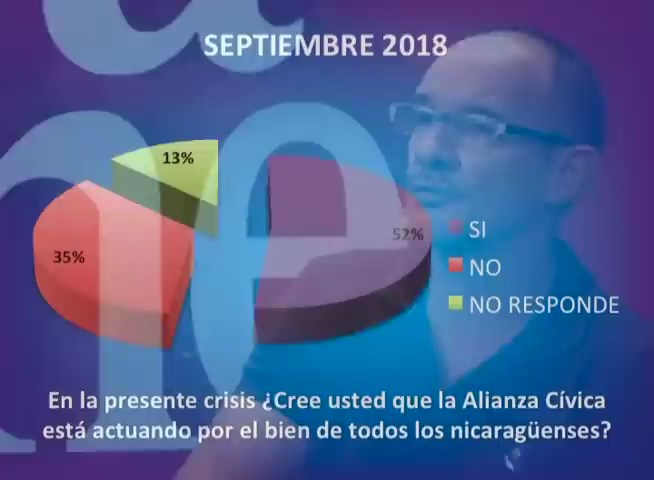 SEPTIEMBRE 2018
13%
35%
52%
SI
NO
NO RESPONDE
En la presente crisis ¿Cree usted que la Alianza Cívica
está actuando por el bien de todos los nicaragüenses?